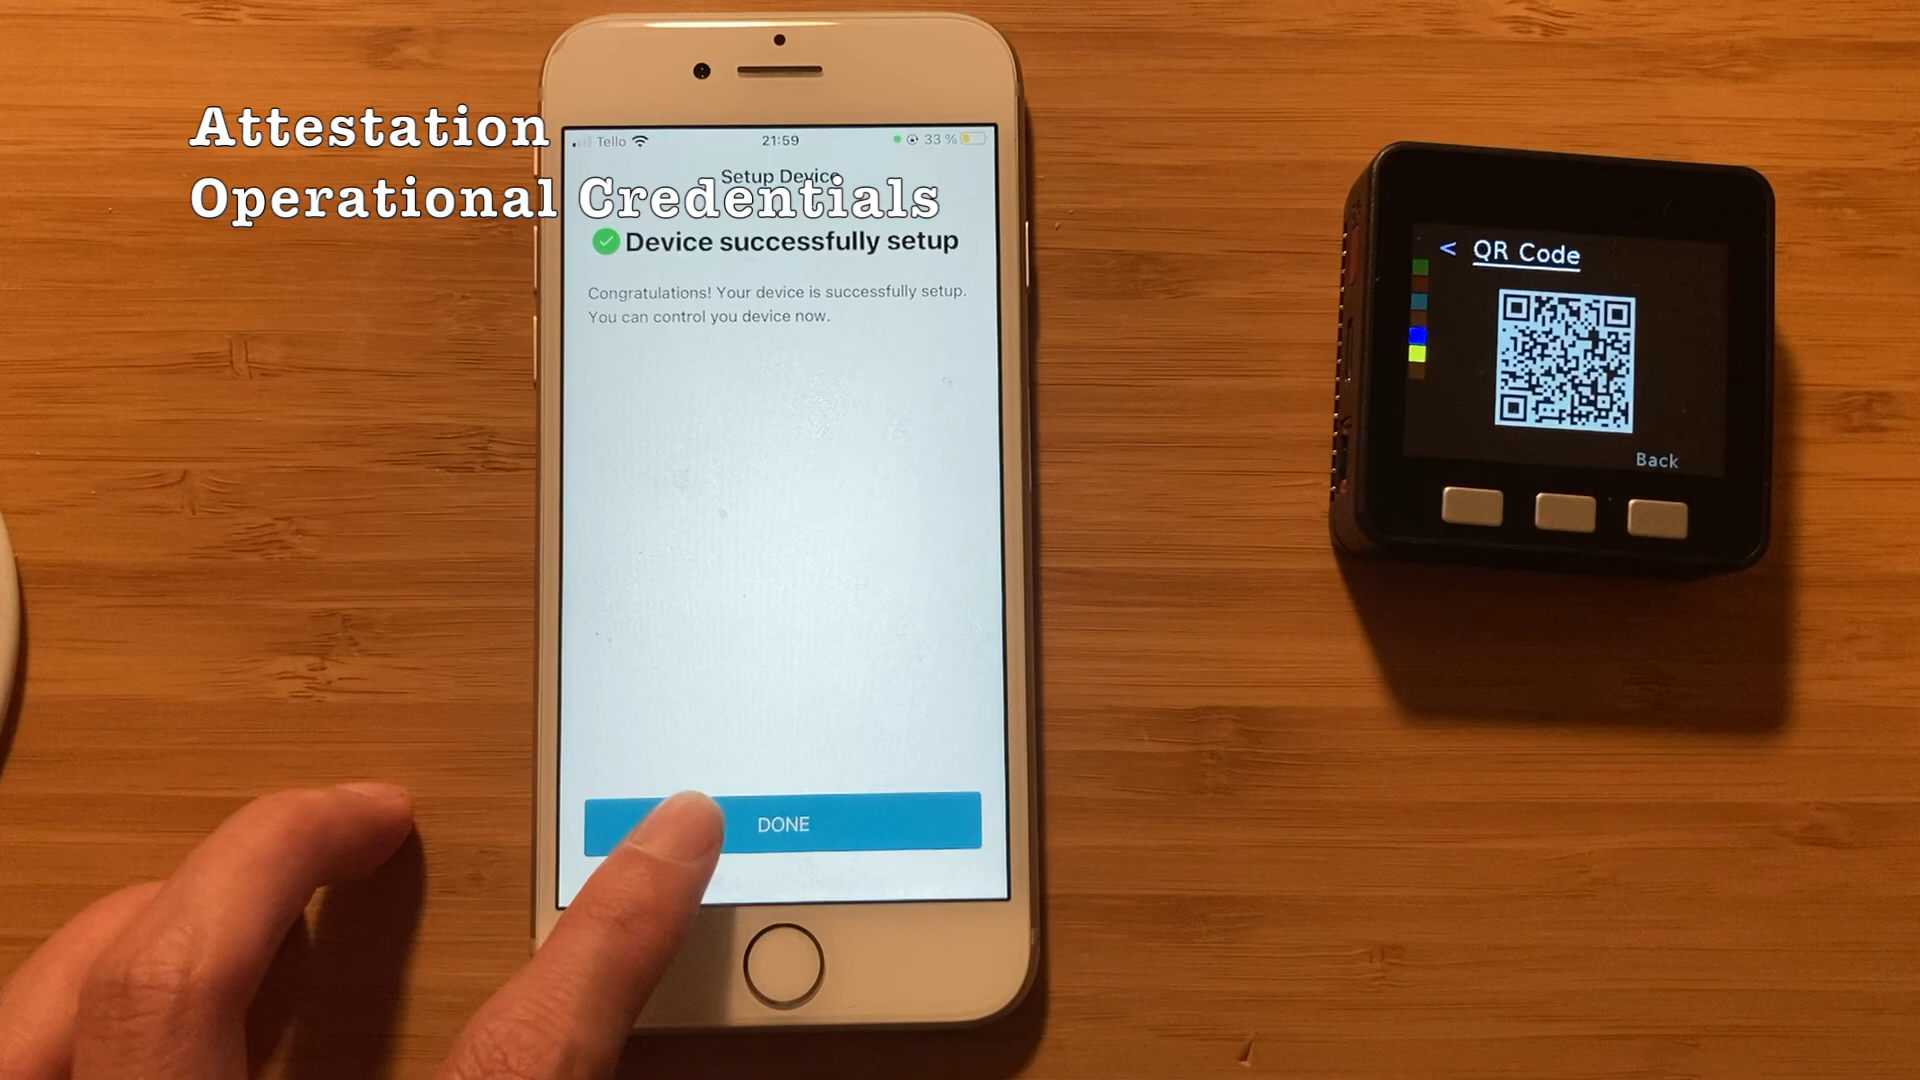 Attestation
Operational Credentials
Tello 21:59 33 %
Setup Device
Device successfully setup
Congratulations! Your device is successfully setup.
You can control you device now.
DONE
< QR Code
Back